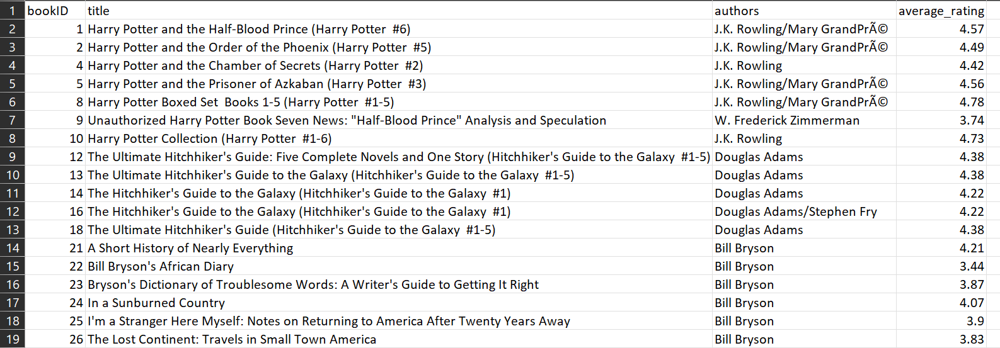 1 bookID title authors average_rating
2 1 Harry Potter and the Half-Blood Prince (Harry Potter  #6) J.K. Rowling/Mary GrandPrÃ© 4.57
3 2 Harry Potter and the Order of the Phoenix (Harry Potter  #5) J.K. Rowling/Mary GrandPrÃ© 4.49
4 4 Harry Potter and the Chamber of Secrets (Harry Potter  #2) J.K. Rowling 4.42
5 5 Harry Potter and the Prisoner of Azkaban (Harry Potter  #3) J.K. Rowling/Mary GrandPrÃ© 4.56
6 8 Harry Potter Boxed Set  Books 1-5 (Harry Potter  #1-5) J.K. Rowling/Mary GrandPrÃ© 4.78
7 9 Unauthorized Harry Potter Book Seven News: "Half-Blood Prince" Analysis and Speculation W. Frederick Zimmerman 3.74
8 10 Harry Potter Collection (Harry Potter  #1-6) J.K. Rowling 4.73
9 12 The Ultimate Hitchhiker's Guide: Five Complete Novels and One Story (Hitchhiker's Guide to the Galaxy  #1-5) Douglas Adams 4.38
10 13 The Ultimate Hitchhiker's Guide to the Galaxy (Hitchhiker's Guide to the Galaxy  #1-5) Douglas Adams 4.38
11 14 The Hitchhiker's Guide to the Galaxy (Hitchhiker's Guide to the Galaxy  #1) Douglas Adams 4.22
12 16 The Hitchhiker's Guide to the Galaxy (Hitchhiker's Guide to the Galaxy  #1) Douglas Adams/Stephen Fry 4.22
13 18 The Ultimate Hitchhiker's Guide (Hitchhiker's Guide to the Galaxy  #1-5) Douglas Adams 4.38
14 21 A Short History of Nearly Everything Bill Bryson 4.21
15 22 Bill Bryson's African Diary Bill Bryson 3.44
16 23 Bryson's Dictionary of Troublesome Words: A Writer's Guide to Getting It Right Bill Bryson 3.87
17 24 In a Sunburned Country Bill Bryson 4.07
18 25 I'm a Stranger Here Myself: Notes on Returning to America After Twenty Years Away Bill Bryson 3.9
19 26 The Lost Continent: Travels in Small Town America Bill Bryson 3.83